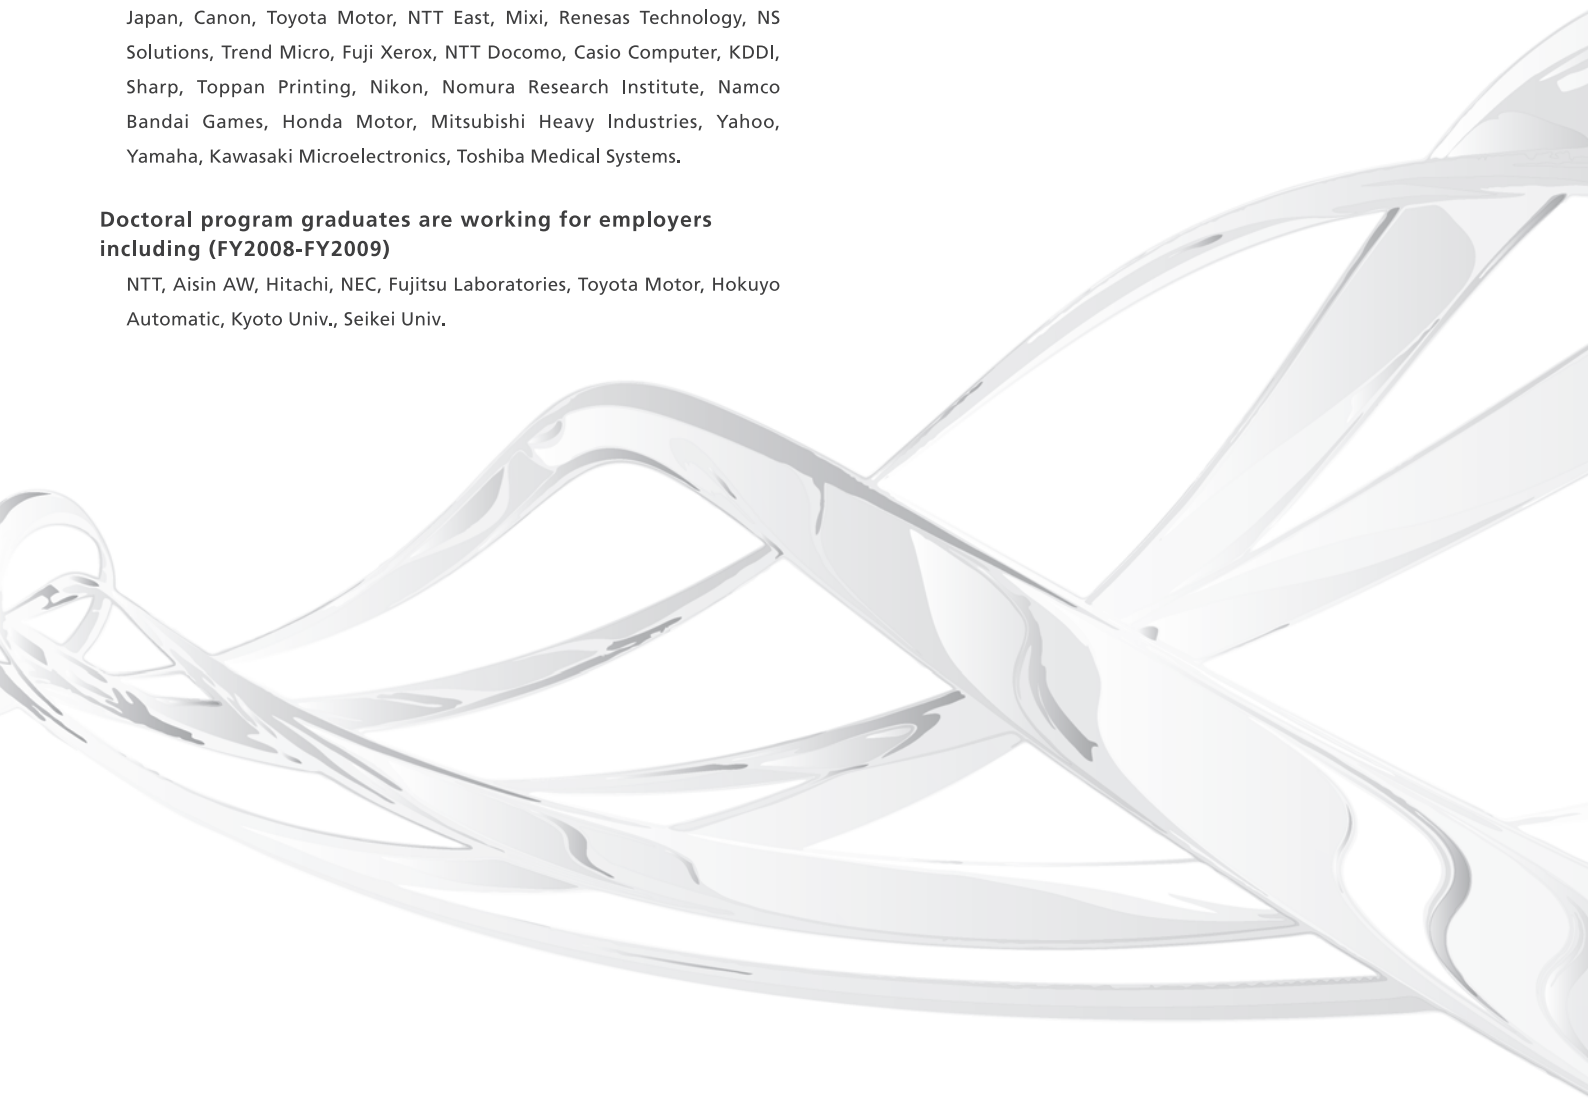 Japan, Canon, Toyota Motor, NTT East, Mixi, Renesas Technology, NS
Solutions, Trend Micro, Fuji Xerox, NTT Docomo, Casio Computer, KDDI,
Sharp, Toppan Printing, Nikon, Nomura Research Institute, Namco
Bandai Games, Honda Motor, Mitsubishi Heavy Industries, Yahoo,
Yamaha, Kawasaki Microelectronics, Toshiba Medical Systems.
Doctoral program graduates are working for employers
including (FY2008-FY2009)
NTT, Aisin AW, Hitachi, NEC, Fujitsu Laboratories, Toyota Motor, Hokuyo
Automatic, Kyoto Univ., Seikei Univ.